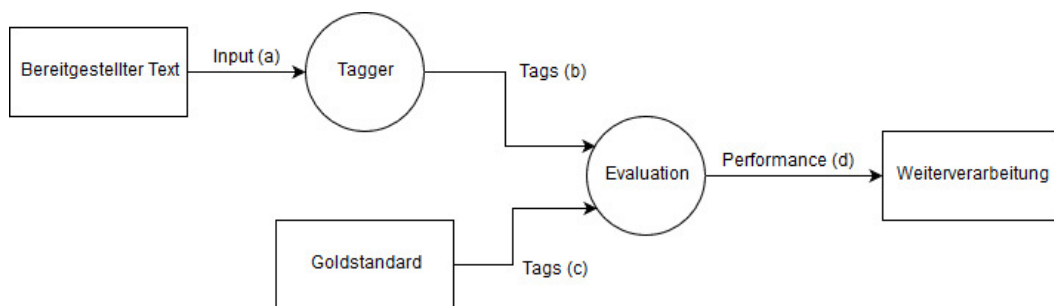 Bereitgestellter Text
Input (a)
Tagger
Tags (b)
Evaluation
Performance (d)
Weiterverarbeitung
Goldstandard
Tags (c)